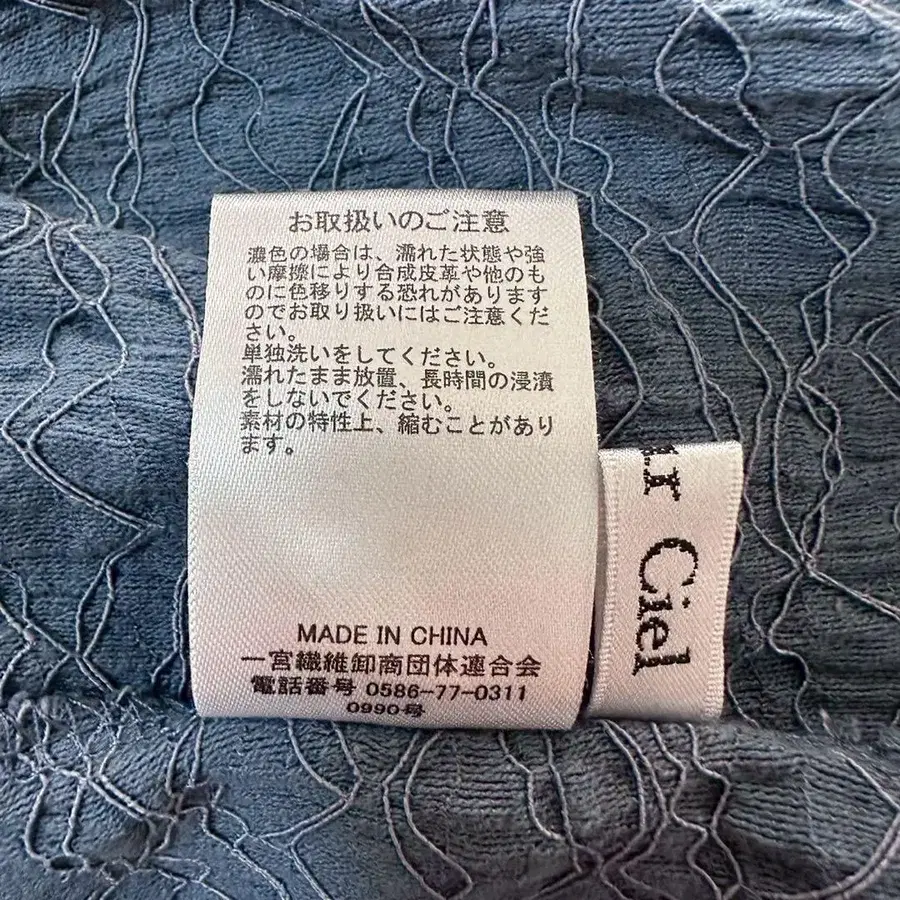 お取扱いのご注意
濃色の場合は、濡れた状態や強
い摩擦により合成皮革や他のも
のに色移りする恐れがあります
のでお取り扱いにはご注意くだ
さい。
単独洗いをしてください。
濡れたまま放置、長時間の浸漬
をしないでください。
素材の特性上、縮むことがあり
ます。
MADE IN CHINA
一宮繊維卸商団体連合会
電話番号 0586-77-0311
0990号
ar Ciel